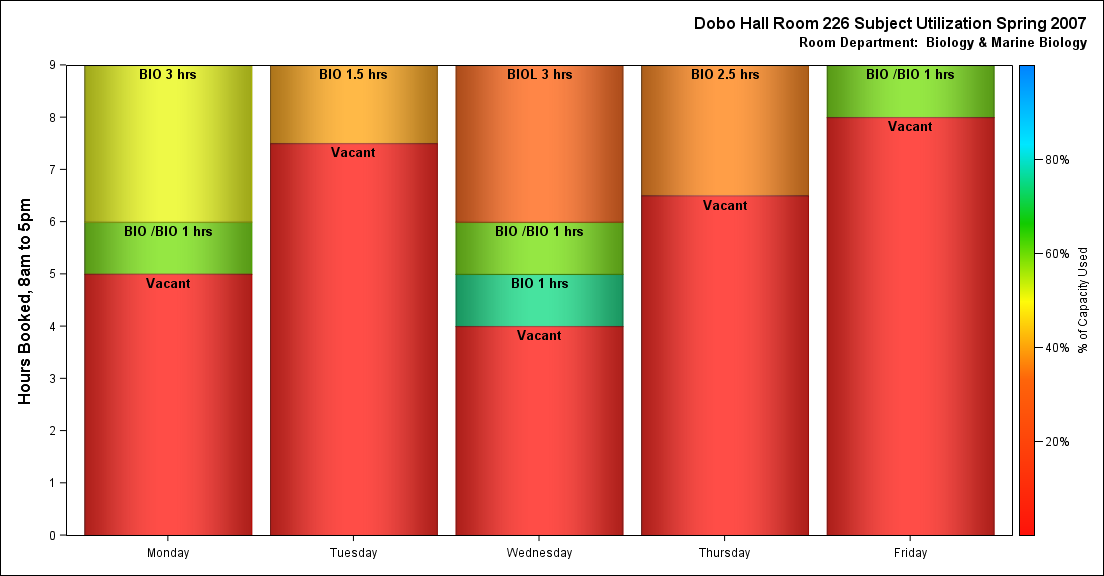 Dobo Hall Room 226 Subject Utilization Spring 2007
Room Department:  Biology & Marine Biology
Hours Booked, 8am to 5pm
9
8
7
6
5
4
3
2
1
0
BIO 3 hrs
BIO /BIO 1 hrs
Vacant
BIO 1.5 hrs
Vacant
BIOL 3 hrs
BIO /BIO 1 hrs
BIO 1 hrs
Vacant
BIO 2.5 hrs
Vacant
BIO /BIO 1 hrs
Vacant
Monday
Tuesday
Wednesday
Thursday
Friday
80%
60%
40%
20%
% of Capacity Used